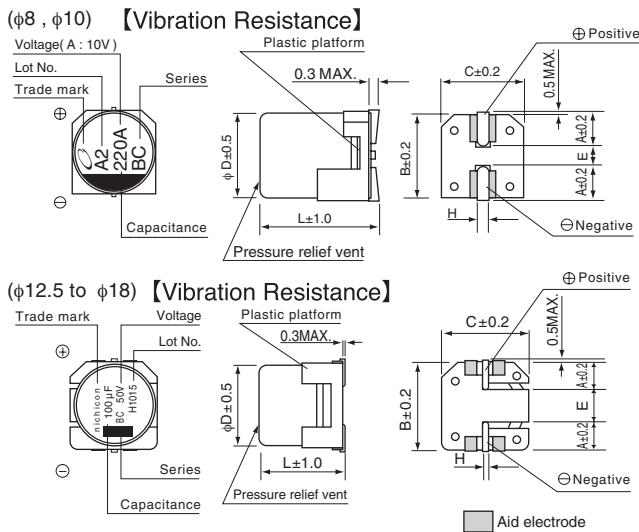 (φ8 , φ10) 【Vibration Resistance】
Voltage( A : 10V )
Lot No.
Trade mark
Series
⊕
⊖
A2
220A
BC
Capacitance
Plastic platform
0.3 MAX.
φD±0.5
L±1.0
Pressure relief vent
⊕ Positive
C±0.2
0.5 MAX.
B±0.2
A±0.2
E
A±0.2
H
⊖ Negative
(φ12.5 to φ18) 【Vibration Resistance】
Trade mark
Voltage
Lot No.
⊕
⊖
nichicon
100µF
BC 50V
H1015
Series
Capacitance
Plastic platform
0.3MAX.
φD±0.5
L±1.0
Pressure relief vent
⊕ Positive
C±0.2
0.5MAX.
B±0.2
A±0.2
E
A±0.2
H
⊖ Negative
Aid electrode